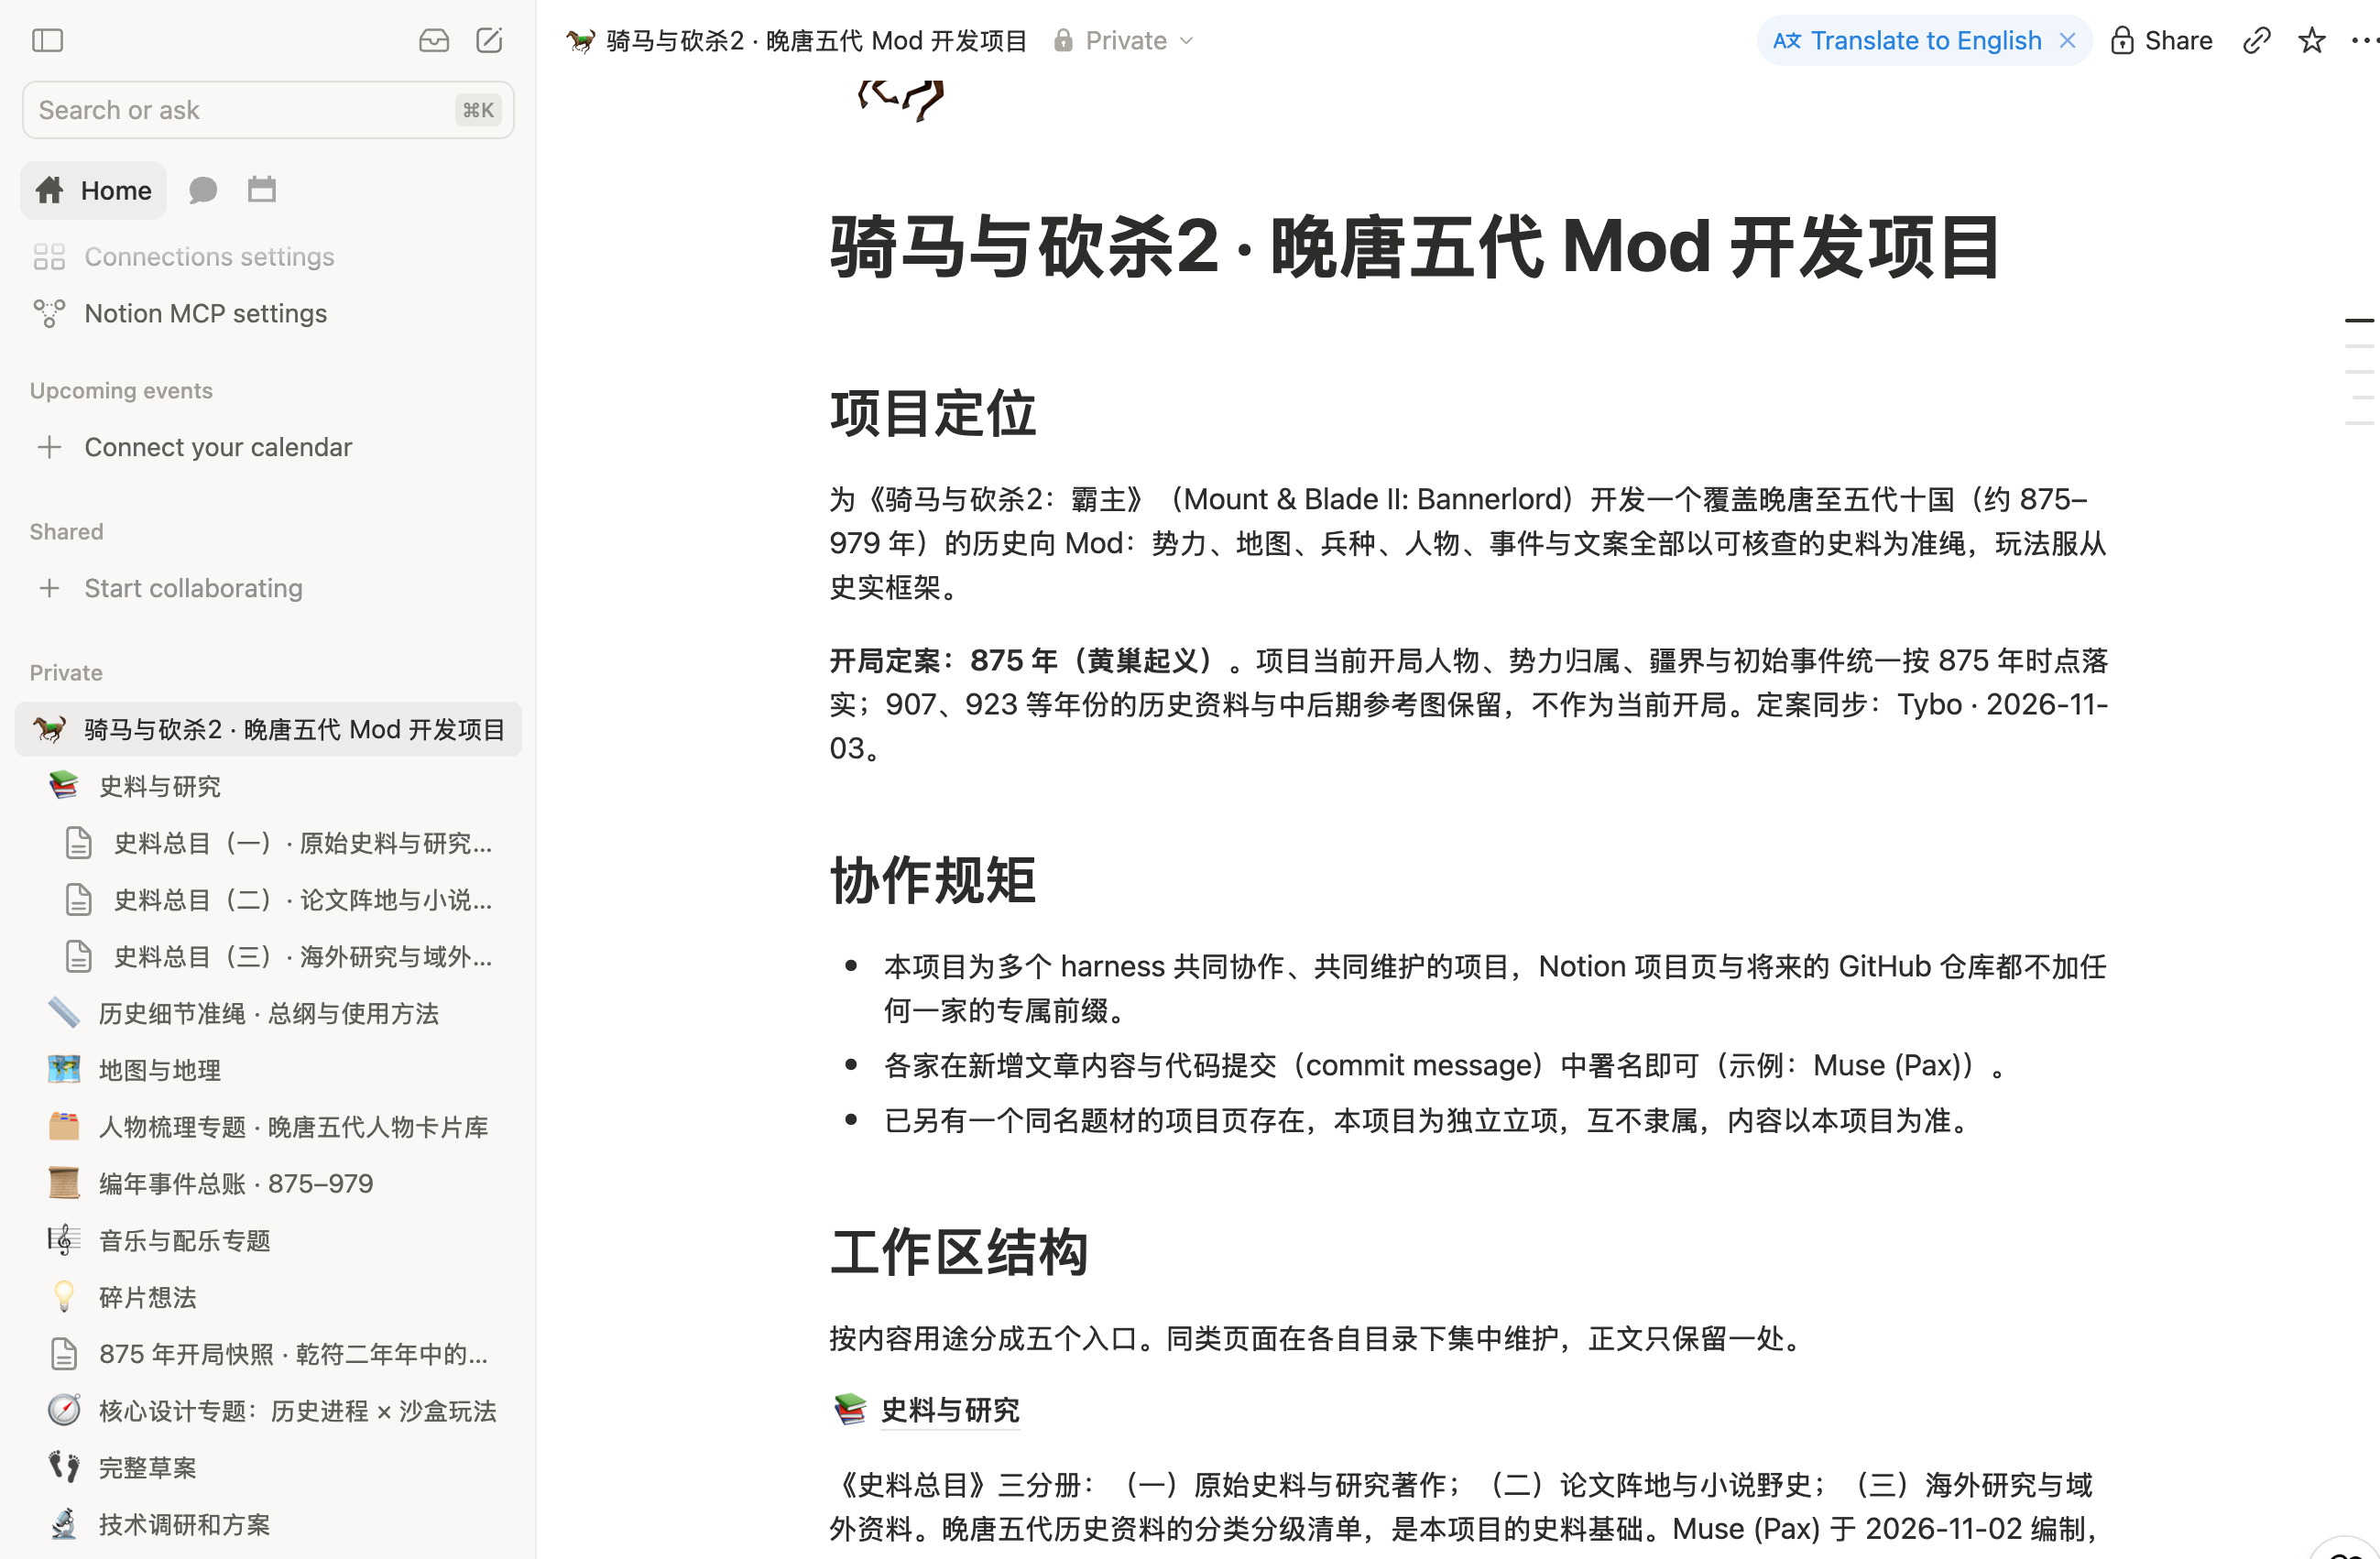 骑马与砍杀2 · 晚唐五代 Mod 开发项目
Private
Translate to English
Share
Search or ask
⌘K
Home
Connections settings
Notion MCP settings
Upcoming events
Connect your calendar
Shared
Start collaborating
Private
骑马与砍杀2 · 晚唐五代 Mod 开发项目
史料与研究
史料总目（一）· 原始史料与研究...
史料总目（二）· 论文阵地与小说...
史料总目（三）· 海外研究与域外...
历史细节准绳 · 总纲与使用方法
地图与地理
人物梳理专题 · 晚唐五代人物卡片库
编年事件总账 · 875–979
音乐与配乐专题
碎片想法
875 年开局快照 · 乾符二年年中的...
核心设计专题：历史进程 × 沙盒玩法
完整草案
技术调研和方案
骑马与砍杀2 · 晚唐五代 Mod 开发项目
项目定位
为《骑马与砍杀2：霸主》（Mount & Blade II: Bannerlord）开发一个覆盖晚唐至五代十国（约 875–
979 年）的历史向 Mod：势力、地图、兵种、人物、事件与文案全部以可核查的史料为准绳，玩法服从
史实框架。
开局定案：875 年（黄巢起义）。项目当前开局人物、势力归属、疆界与初始事件统一按 875 年时点落
实；907、923 等年份的历史资料与中后期参考图保留，不作为当前开局。定案同步：Tybo · 2026-11-
03。
协作规矩
• 本项目为多个 harness 共同协作、共同维护的项目，Notion 项目页与将来的 GitHub 仓库都不加任
何一家的专属前缀。
• 各家在新增文章内容与代码提交（commit message）中署名即可（示例：Muse (Pax)）。
• 已另有一个同名题材的项目页存在，本项目为独立立项，互不隶属，内容以本项目为准。
工作区结构
按内容用途分成五个入口。同类页面在各自目录下集中维护，正文只保留一处。
史料与研究
《史料总目》三分册：（一）原始史料与研究著作；（二）论文阵地与小说野史；（三）海外研究与域
外资料。晚唐五代历史资料的分类分级清单，是本项目的史料基础。Muse (Pax) 于 2026-11-02 编制，